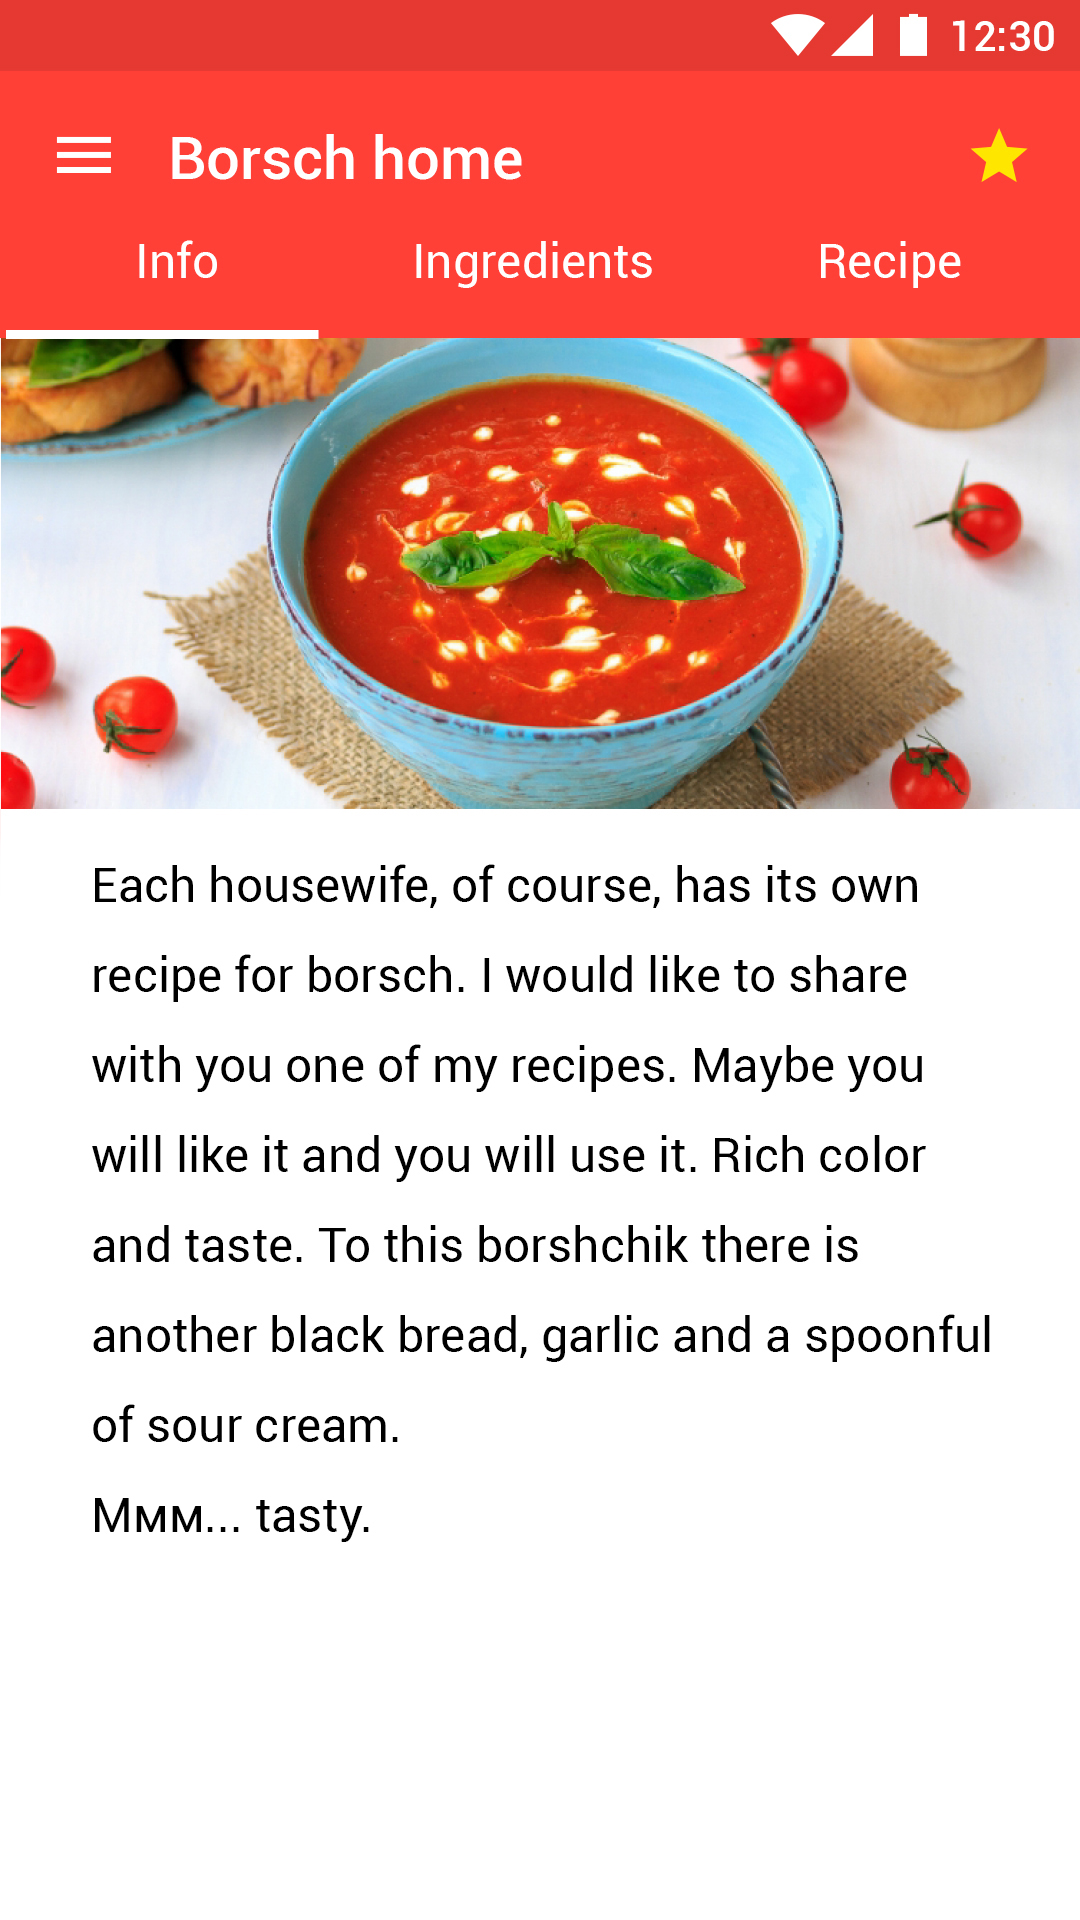 12:30
Borsch home
Info Ingredients Recipe
Each housewife, of course, has its own
recipe for borsch. I would like to share
with you one of my recipes. Maybe you
will like it and you will use it. Rich color
and taste. To this borshchik there is
another black bread, garlic and a spoonful
of sour cream.
Ммм... tasty.